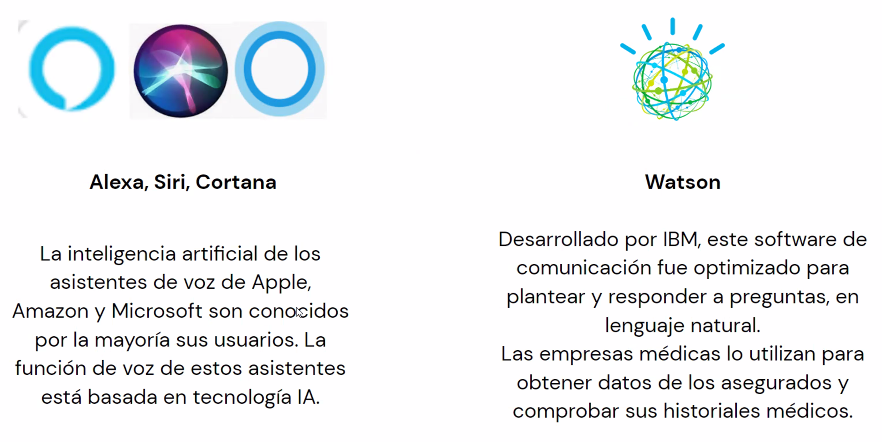 Alexa, Siri, Cortana
La inteligencia artificial de los
asistentes de voz de Apple,
Amazon y Microsoft son conocidos
por la mayoría sus usuarios. La
función de voz de estos asistentes
está basada en tecnología IA.
Watson
Desarrollado por IBM, este software de
comunicación fue optimizado para
plantear y responder a preguntas, en
lenguaje natural.
Las empresas médicas lo utilizan para
obtener datos de los asegurados y
comprobar sus historiales médicos.